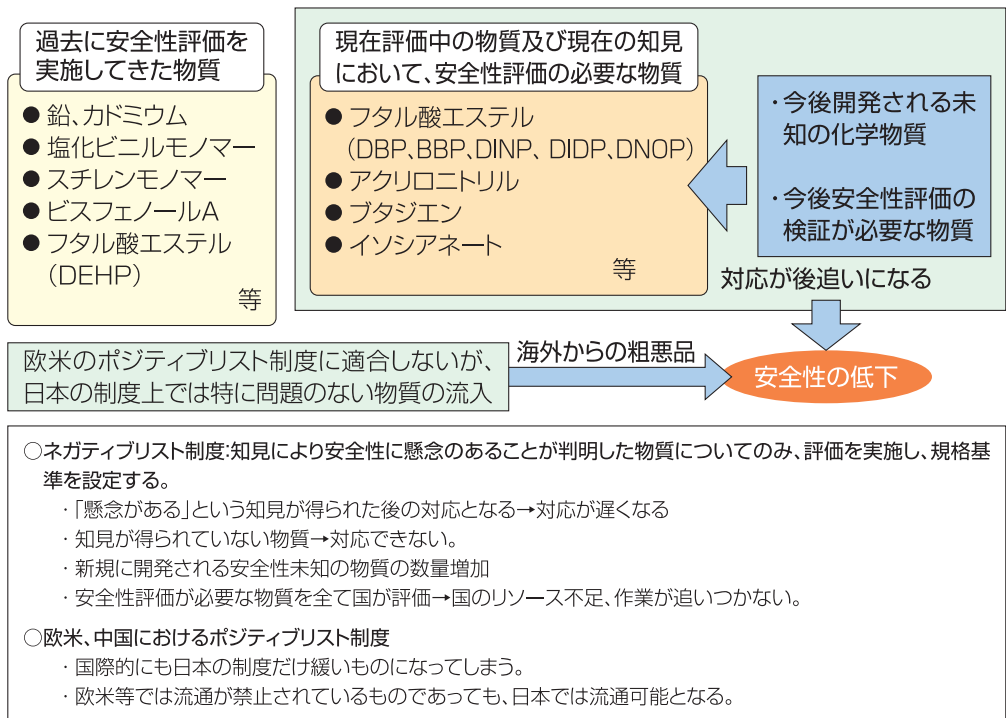 過去に安全性評価を
実施してきた物質
● 鉛、カドミウム
● 塩化ビニルモノマー
● スチレンモノマー
● ビスフェノールA
● フタル酸エステル
(DEHP)
等
現在評価中の物質及び現在の知見
において、安全性評価の必要な物質
● フタル酸エステル
(DBP、BBP、DINP、DIDP、DNOP)
● アクリロニトリル
● ブタジエン
● イソシアネート
等
・今後開発される未
知の化学物質
・今後安全性評価の
検証が必要な物質
対応が後追いになる
欧米のポジティブリスト制度に適合しないが、
日本の制度上では特に問題のない物質の流入
海外からの粗悪品
安全性の低下
○ネガティブリスト制度:知見により安全性に懸念のあることが判明した物質についてのみ、評価を実施し、規格基
準を設定する。
・「懸念がある」という知見が得られた後の対応となる→対応が遅くなる
・知見が得られていない物質→対応できない。
・新規に開発される安全性未知の物質の数量増加
・安全性評価が必要な物質を全て国が評価→国のリソース不足、作業が追いつかない。
○欧米、中国におけるポジティブリスト制度
・国際的にも日本の制度だけ緩いものになってしまう。
・欧米等では流通が禁止されているものであっても、日本では流通可能となる。